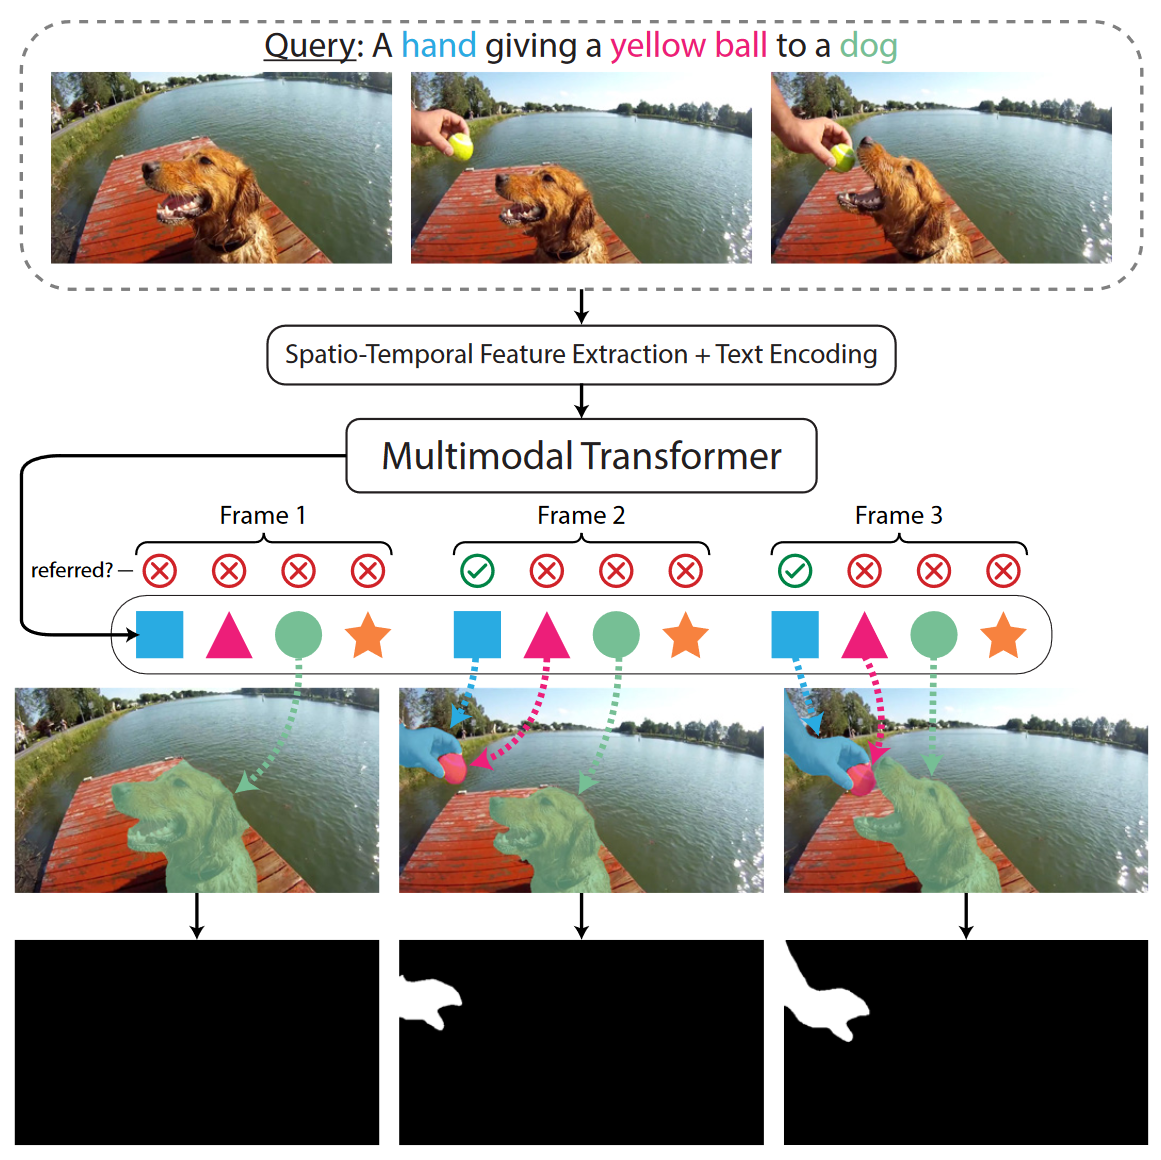 Query: A hand giving a yellow ball to a dog
Spatio-Temporal Feature Extraction + Text Encoding
Multimodal Transformer
Frame 1
Frame 2
Frame 3
referred?